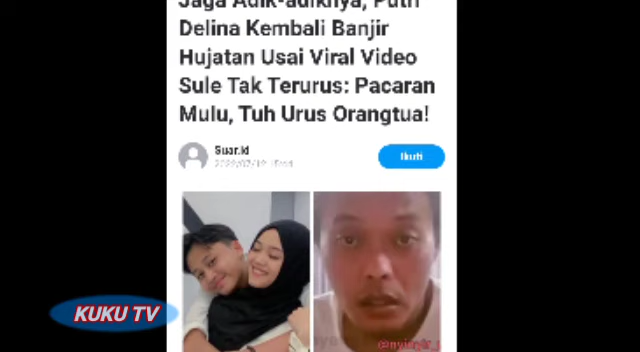 Jaga Adik-adiknya, Putri
Delina Kembali Banjir
Hujatan Usai Viral Video
Sule Tak Terurus: Pacaran
Mulu, Tuh Urus Orangtua!
Suar.id
Ikuti
KUKU TV